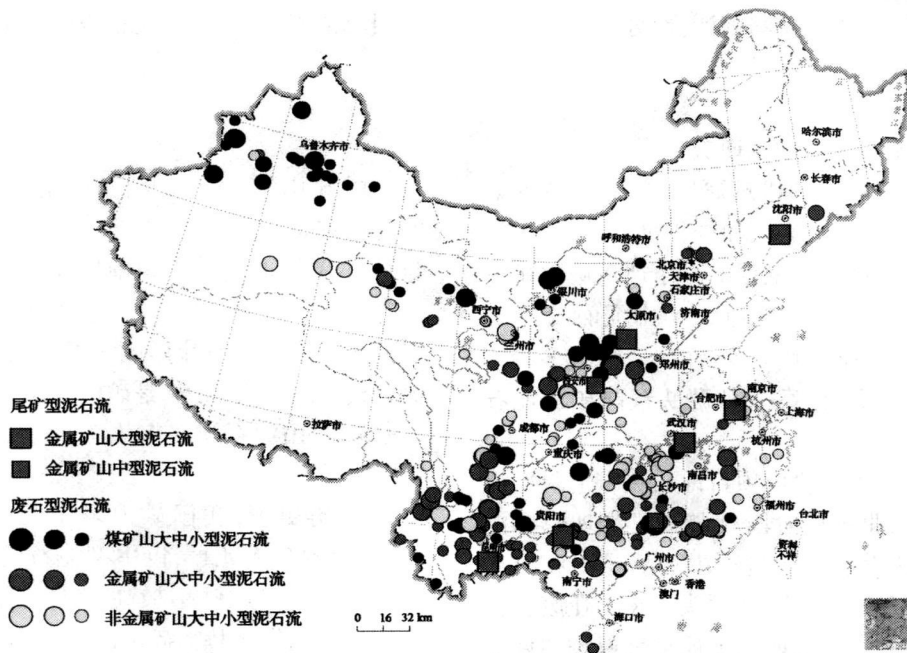 哈尔滨市
乌鲁木齐市
长春市
沈阳市
呼和浩特市
北京市
天津市
银川市
石家庄市
西宁市
太原市
济南市
兰州市
郑州市
西安市
南京市
合肥市
上海市
尾矿型泥石流
拉萨市
成都市
武汉市
杭州市
金属矿山大型泥石流
重庆市
南昌市
金属矿山中型泥石流
长沙市
废石型泥石流
贵阳市
福州市
台北市
煤矿山大中小型泥石流
昆明市
资料
不祥
广州市
金属矿山大中小型泥石流
南宁市
香港
澳门
非金属矿山大中小型泥石流
0 16 32 km
海口市